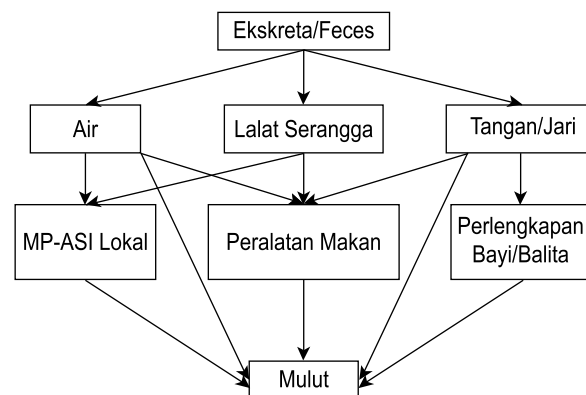 Ekskreta/Feces
Air
Lalat Serangga
Tangan/Jari
MP-ASI Lokal
Peralatan Makan
Perlengkapan
Bayi/Balita
Mulut